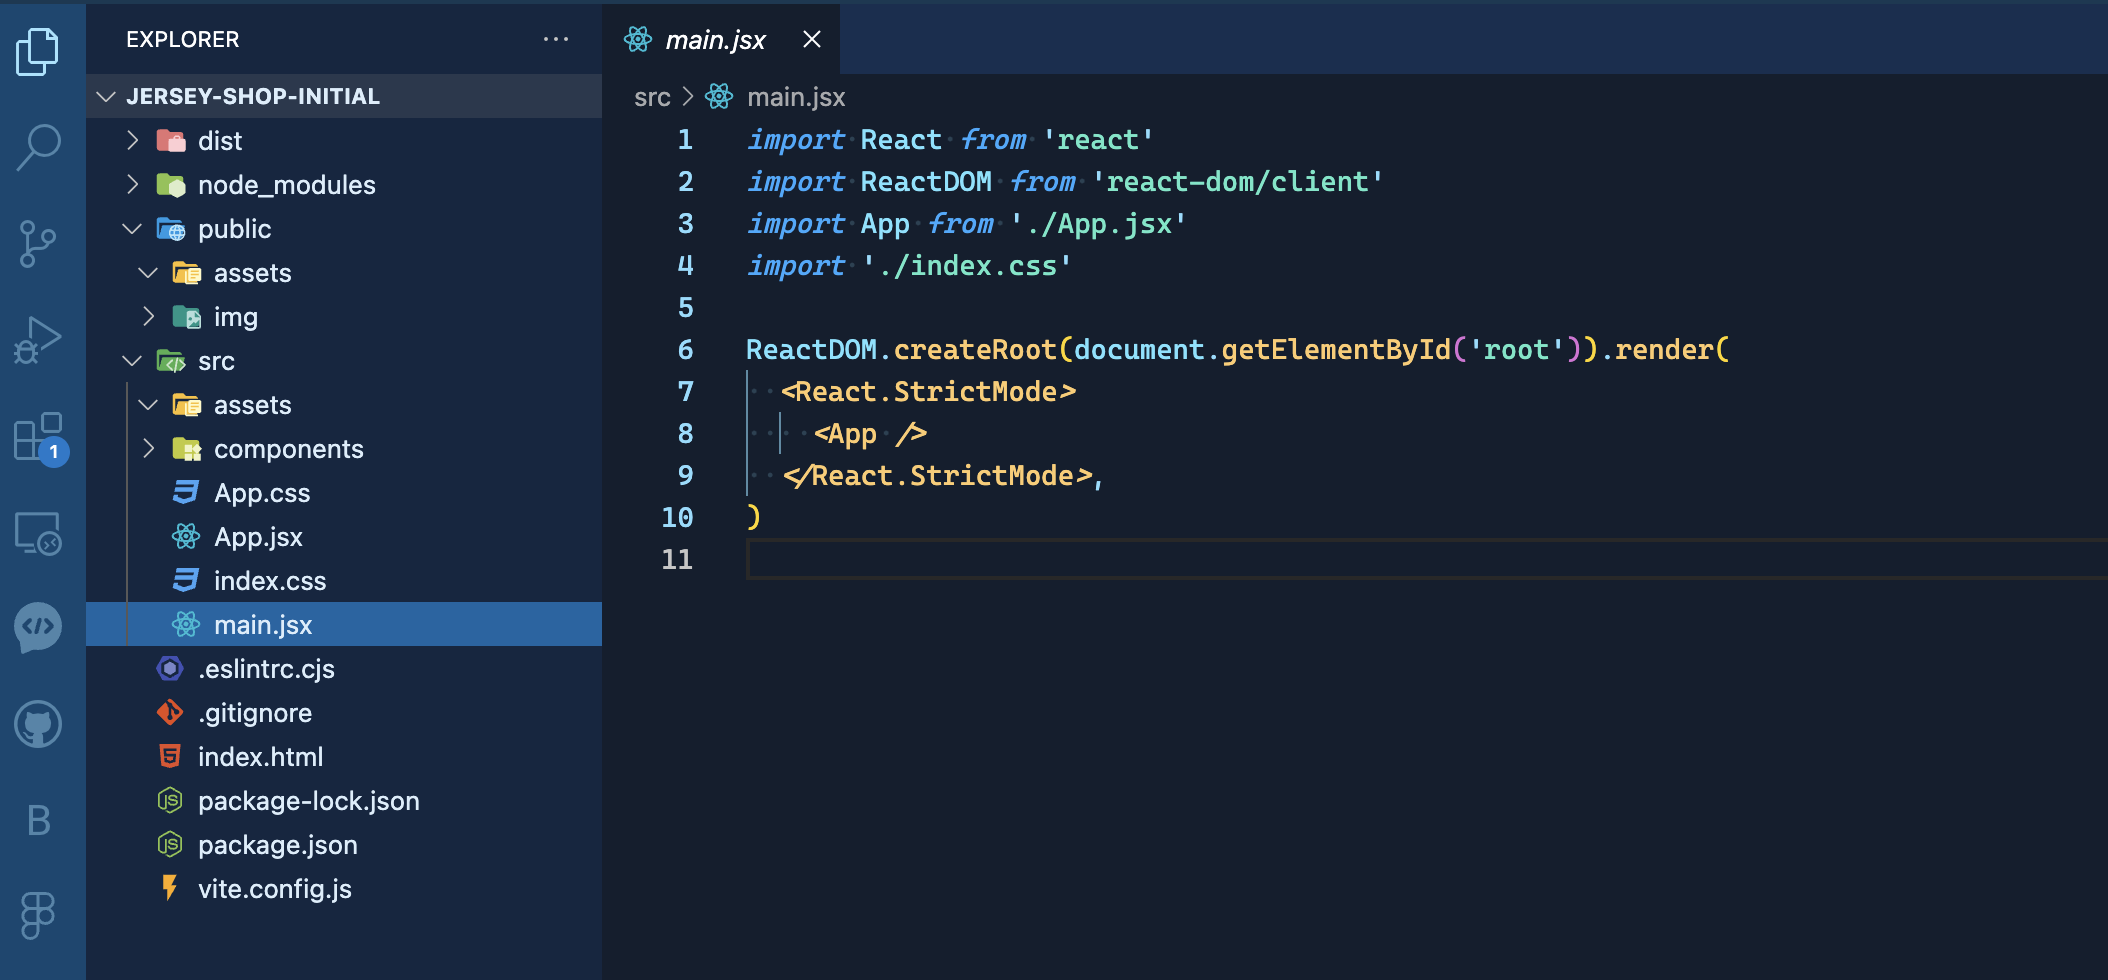 EXPLORER
JERSEY-SHOP-INITIAL
dist
node_modules
public
assets
img
src
assets
components
App.css
App.jsx
index.css
main.jsx
.eslintrc.cjs
.gitignore
index.html
package-lock.json
package.json
vite.config.js
1
B
main.jsx
src > main.jsx
1 import React from 'react'
2 import ReactDOM from 'react-dom/client'
3 import App from './App.jsx'
4 import './index.css'
5
6 ReactDOM.createRoot(document.getElementById('root')).render(
7 <React.StrictMode>
8 <App />
9 </React.StrictMode>,
10 )
11